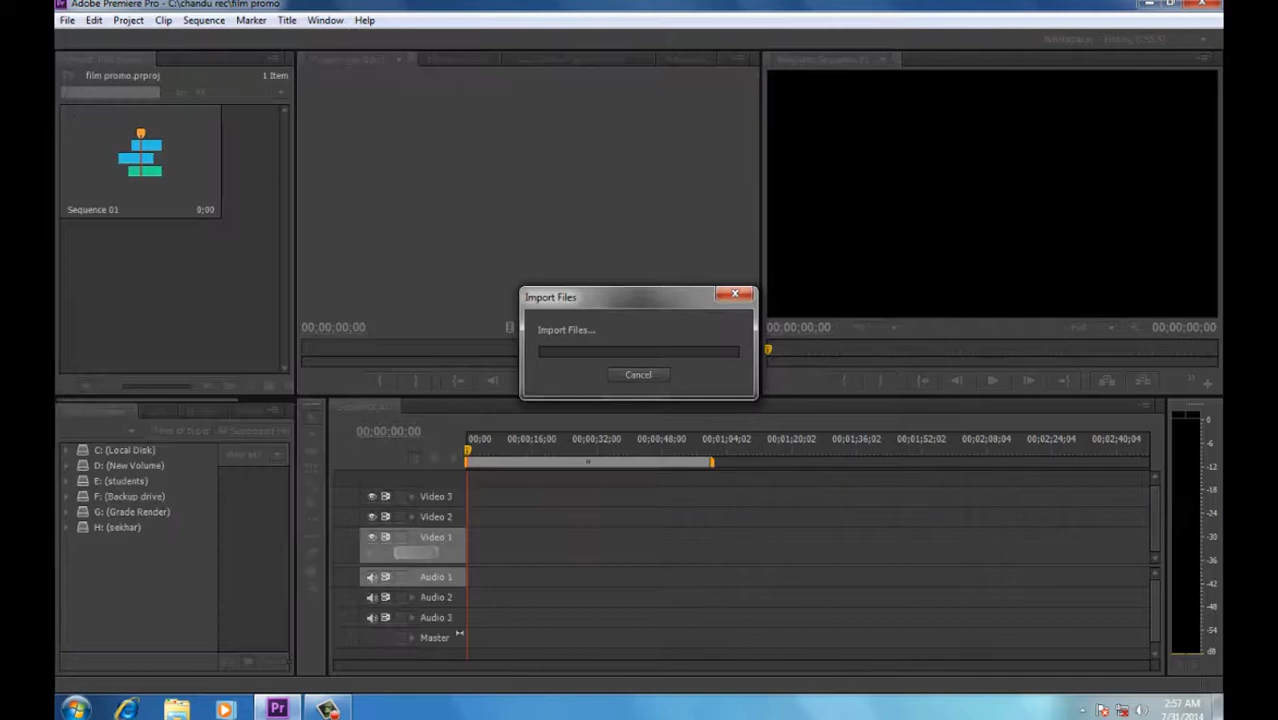 Adobe Premiere Pro - C:\chandu rec\film promo
File Edit Project Clip Sequence Marker Title Window Help
film promo.prproj 1 Item
Sequence 01 0;00
Import Files
Import Files...
Cancel
00;00;00;00
00;00;00;00 Full 00;00;00;00
00;00;00;00
00;00 00;00;16;00 00;00;32;00 00;00;48;00 00;01;04;02 00;01;20;02 00;01;36;02 00;01;52;02 00;02;08;04 00;02;24;04 00;02;40;04
C: (Local Disk)
D: (New Volume)
E: (students)
F: (Backup drive)
G: (Grade Render)
H: (sekhar)
Video 3
Video 2
Video 1
Audio 1
Audio 2
Audio 3
Master
0
-6
-12
-18
-24
-30
-36
-42
-48
-54
dB
Pr
2:57 AM
7/31/2014